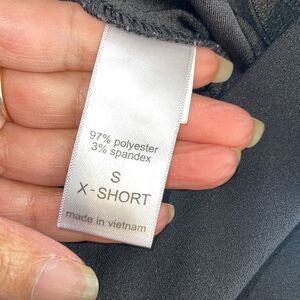 97% polyester
3% spandex
S
X-SHORT
made in vietnam